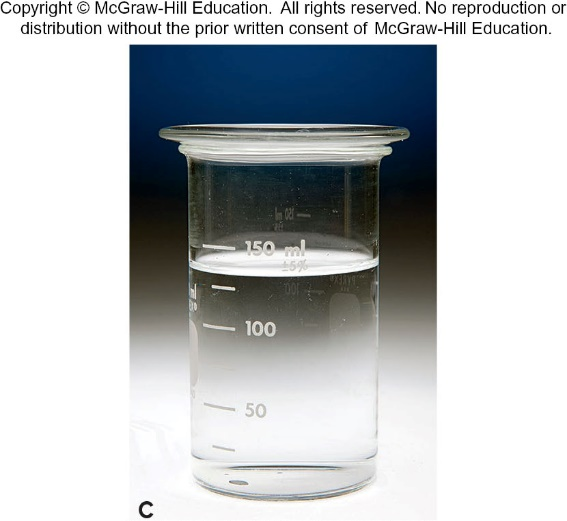 Copyright © McGraw-Hill Education. All rights reserved. No reproduction or
distribution without the prior written consent of McGraw-Hill Education.
150 ml
±5%
100
50
C